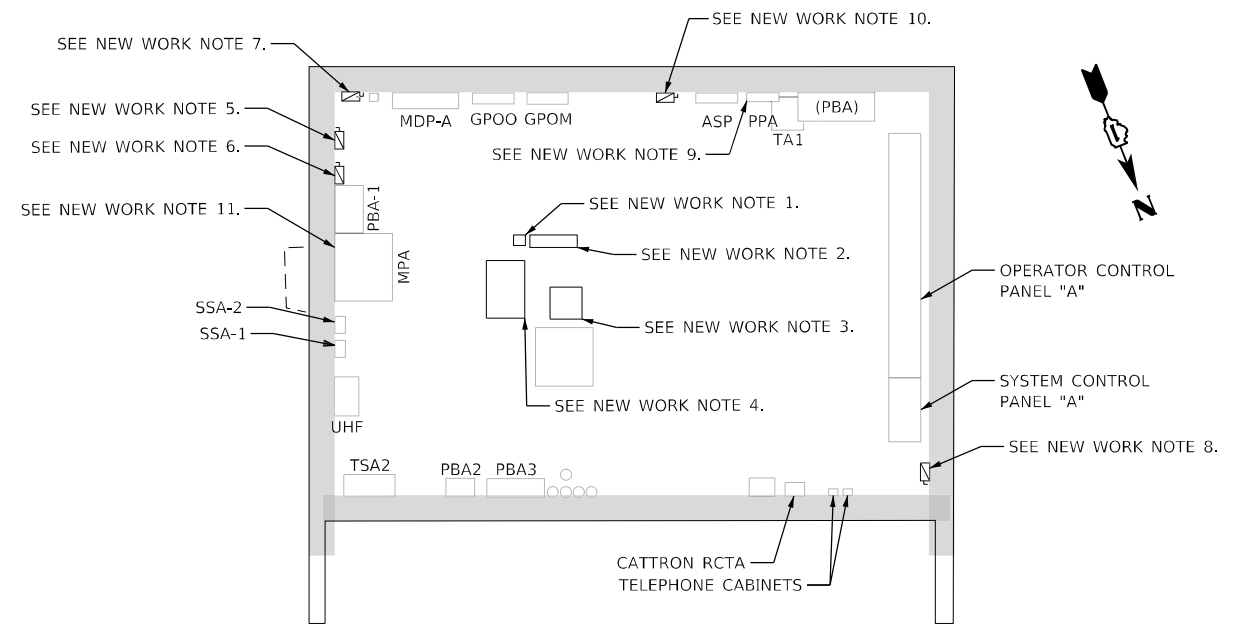 SEE NEW WORK NOTE 10.
SEE NEW WORK NOTE 7.
SEE NEW WORK NOTE 5.
MDP-A
GPOO
GPOM
ASP
PPA
(PBA)
TA1
SEE NEW WORK NOTE 6.
SEE NEW WORK NOTE 9.
PBA-1
SEE NEW WORK NOTE 11.
SEE NEW WORK NOTE 1.
N
MPA
SEE NEW WORK NOTE 2.
OPERATOR CONTROL
PANEL "A"
SSA-2
SSA-1
SEE NEW WORK NOTE 3.
SYSTEM CONTROL
PANEL "A"
SEE NEW WORK NOTE 4.
UHF
SEE NEW WORK NOTE 8.
TSA2
PBA2
PBA3
CATTRON RCTA
TELEPHONE CABINETS